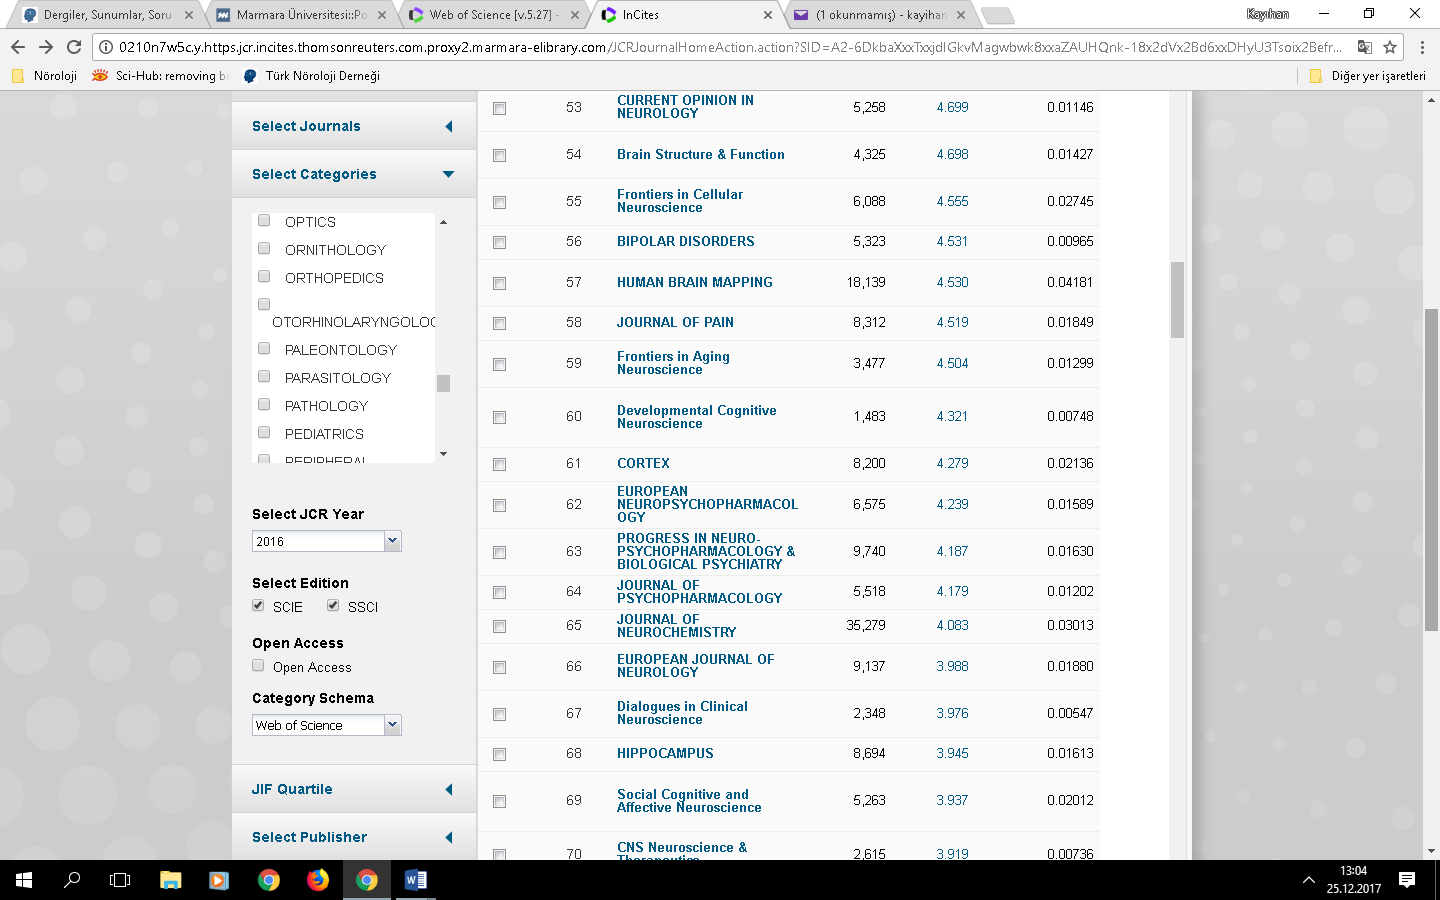 Dergiler, Sunumlar, Soru
Marmara Üniversitesi::Po
Web of Science [v.5.27] -
InCites
(1 okunmamış) - kayihan
Kayıhan
0210n7w5c.y.https.jcr.incites.thomsonreuters.com.proxy2.marmara-elibrary.com/JCRJournalHomeAction.action?SID=A2-6DkbaXxxTxxjdIGkvMagwbwk8xxaZAUHQnk-18x2dVx2Bd6xxDHyU3Tsoix2Befr...
Nöroloji
Sci-Hub: removing b
Türk Nöroloji Derneği
Diğer yer işaretleri
Select Journals
Select Categories
OPTICS
ORNITHOLOGY
ORTHOPEDICS
OTORHINOLARYNGOLOG
PALEONTOLOGY
PARASITOLOGY
PATHOLOGY
PEDIATRICS
PERIPHERAL
Select JCR Year
2016
Select Edition
SCIE SSCI
Open Access
Open Access
Category Schema
Web of Science
JIF Quartile
Select Publisher
53 CURRENT OPINION IN 5,258 4.699 0.01146
NEUROLOGY
54 Brain Structure & Function 4,325 4.698 0.01427
55 Frontiers in Cellular 6,088 4.555 0.02745
Neuroscience
56 BIPOLAR DISORDERS 5,323 4.531 0.00965
57 HUMAN BRAIN MAPPING 18,139 4.530 0.04181
58 JOURNAL OF PAIN 8,312 4.519 0.01849
59 Frontiers in Aging 3,477 4.504 0.01299
Neuroscience
60 Developmental Cognitive 1,483 4.321 0.00748
Neuroscience
61 CORTEX 8,200 4.279 0.02136
EUROPEAN
62 NEUROPSYCHOPHARMACOL 6,575 4.239 0.01589
OGY
PROGRESS IN NEURO-
63 PSYCHOPHARMACOLOGY & 9,740 4.187 0.01630
BIOLOGICAL PSYCHIATRY
64 JOURNAL OF 5,518 4.179 0.01202
PSYCHOPHARMACOLOGY
65 JOURNAL OF 35,279 4.083 0.03013
NEUROCHEMISTRY
66 EUROPEAN JOURNAL OF 9,137 3.988 0.01880
NEUROLOGY
67 Dialogues in Clinical 2,348 3.976 0.00547
Neuroscience
68 HIPPOCAMPUS 8,694 3.945 0.01613
69 Social Cognitive and 5,263 3.937 0.02012
Affective Neuroscience
70 CNS Neuroscience & 2,615 3.919 0.00736
Therapeutics
13:04
25.12.2017